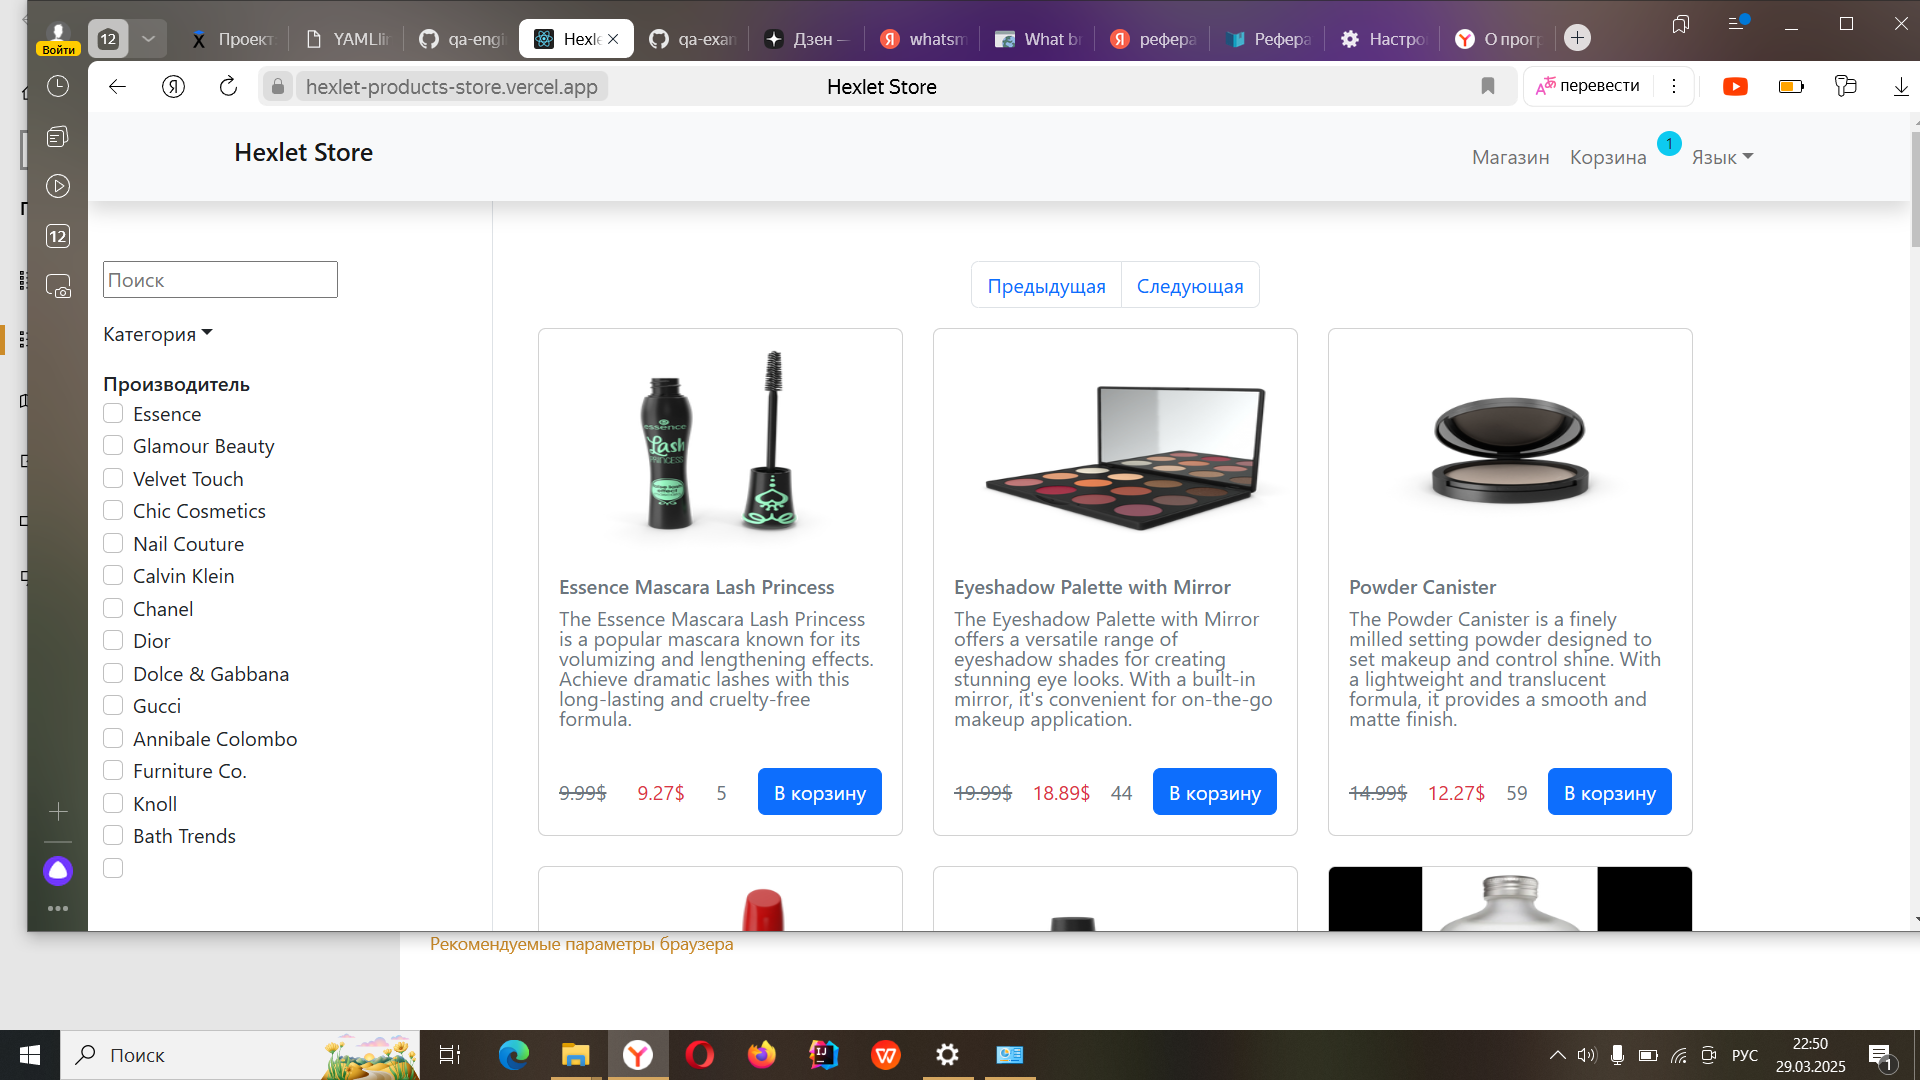 Войти
12
Проект
YAMLlin
qa-engi
Hexle
qa-exam
Дзен —
whatsm
What br
рефера
Рефера
Настро
О прог
hexlet-products-store.vercel.app
Hexlet Store
перевести
12
Hexlet Store
Магазин
Корзина
1
Язык
Поиск
Категория
Производитель
Essence
Glamour Beauty
Velvet Touch
Chic Cosmetics
Nail Couture
Calvin Klein
Chanel
Dior
Dolce & Gabbana
Gucci
Annibale Colombo
Furniture Co.
Knoll
Bath Trends
Предыдущая
Следующая
essence
Lash
PRINCESS
Essence Mascara Lash Princess
The Essence Mascara Lash Princess
is a popular mascara known for its
volumizing and lengthening effects.
Achieve dramatic lashes with this
long-lasting and cruelty-free
formula.
9.99$
9.27$
5
В корзину
Eyeshadow Palette with Mirror
The Eyeshadow Palette with Mirror
offers a versatile range of
eyeshadow shades for creating
stunning eye looks. With a built-in
mirror, it's convenient for on-the-go
makeup application.
19.99$
18.89$
44
В корзину
Powder Canister
The Powder Canister is a finely
milled setting powder designed to
set makeup and control shine. With
a lightweight and translucent
formula, it provides a smooth and
matte finish.
14.99$
12.27$
59
В корзину
Рекомендуемые параметры браузера
Поиск
РУС
22:50
29.03.2025
1